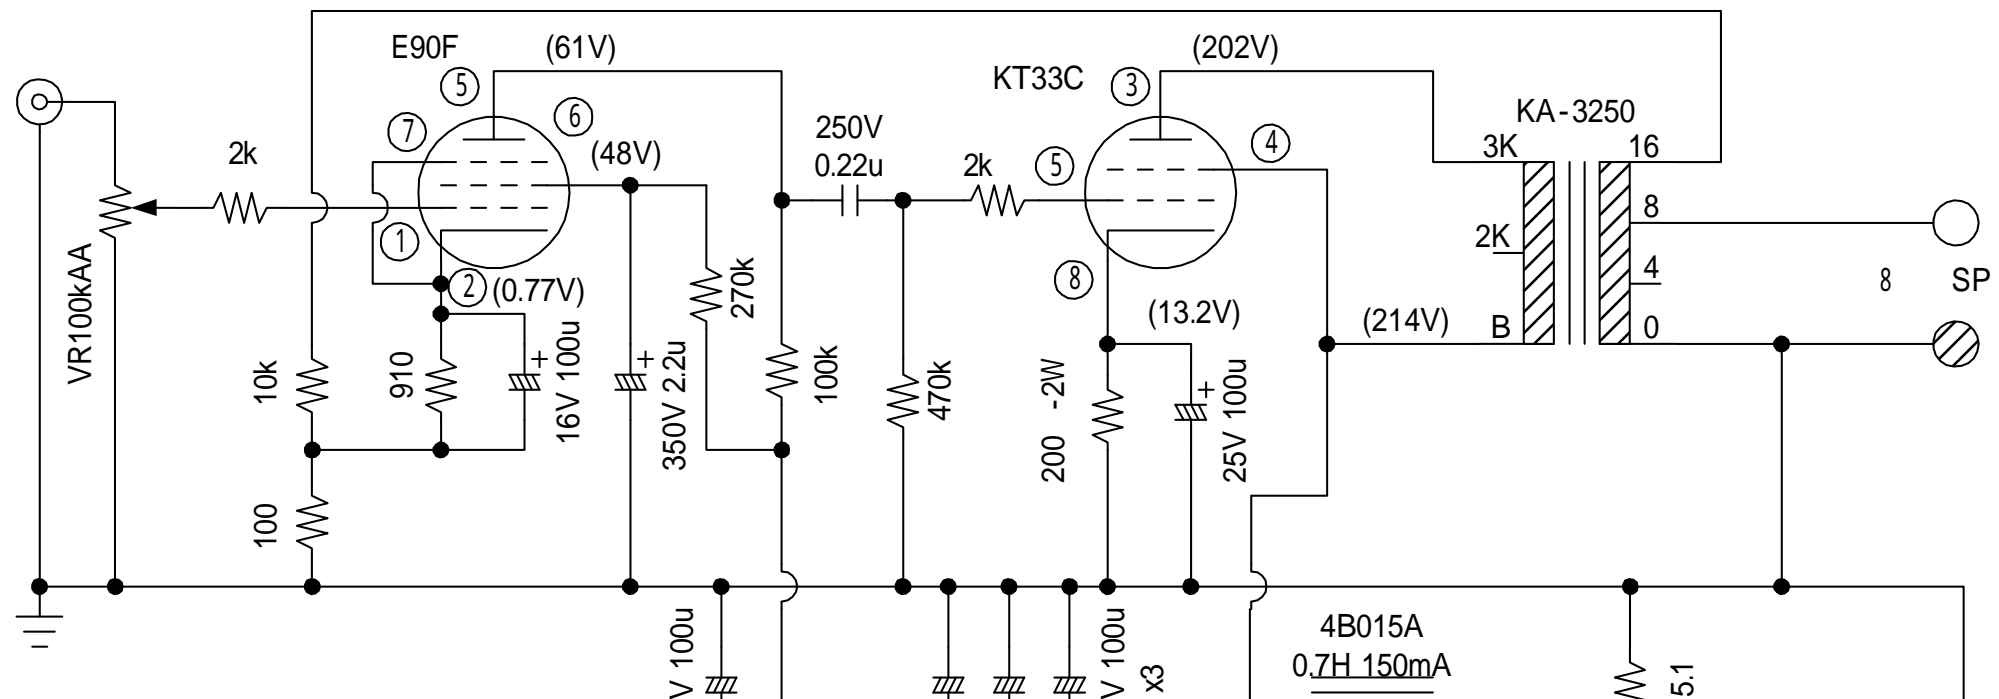 E90F
(61V)
5
6
7
(48V)
2k
1
2
(0.77V)
VR100kAA
10k
910
16V 100u
+
350V 2.2u
+
270k
100k
100
250V
0.22u
470k
2k
KT33C
(202V)
3
4
5
8
(13.2V)
200 -2W
25V 100u
+
(214V)
KA-3250
3K
2K
B
16
8
4
0
8 SP
V 100u
V 100u
x3
4B015A
0.7H 150mA
5.1